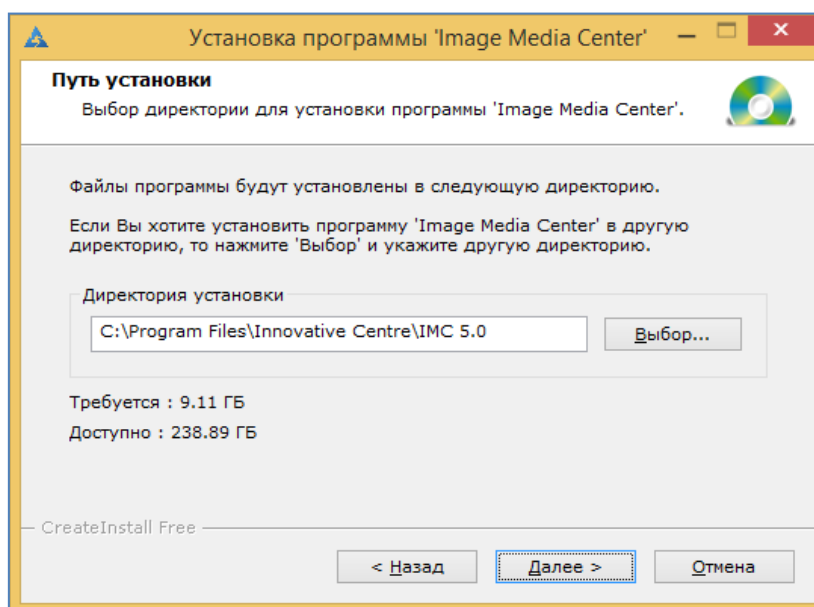 Установка программы 'Image Media Center'
Путь установки
Выбор директории для установки программы 'Image Media Center'.
Файлы программы будут установлены в следующую директорию.
Если Вы хотите установить программу 'Image Media Center' в другую
директорию, то нажмите 'Выбор' и укажите другую директорию.
Директория установки
C:\Program Files\Innovative Centre\IMC 5.0
Выбор...
Требуется : 9.11 ГБ
Доступно : 238.89 ГБ
CreateInstall Free
< Назад
Далее >
Отмена